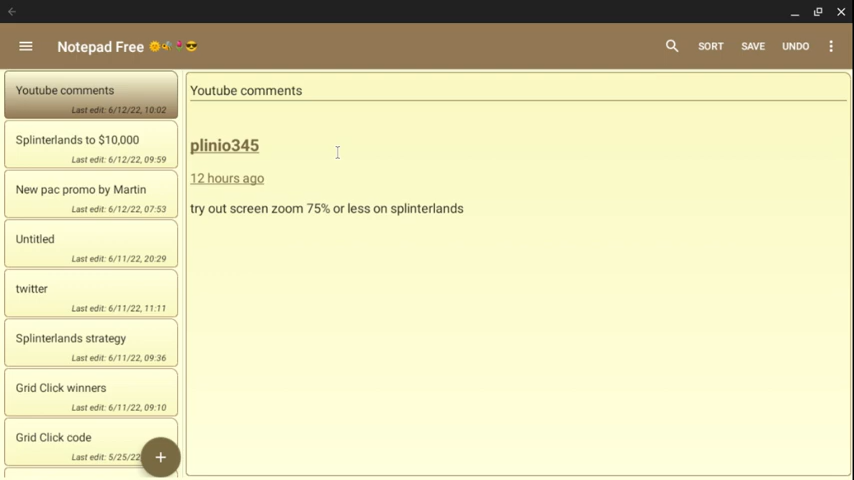 Notepad Free 🌞🐝🌷😎
SORT
SAVE
UNDO
Youtube comments
Last edit: 6/12/22, 10:02
Splinterlands to $10,000
Last edit: 6/12/22, 09:59
New pac promo by Martin
Last edit: 6/12/22, 07:53
Untitled
Last edit: 6/11/22, 20:29
twitter
Last edit: 6/11/22, 11:11
Splinterlands strategy
Last edit: 6/11/22, 09:36
Grid Click winners
Last edit: 6/11/22, 09:10
Grid Click code
Last edit: 5/25/22
Youtube comments
plinio345
12 hours ago
try out screen zoom 75% or less on splinterlands